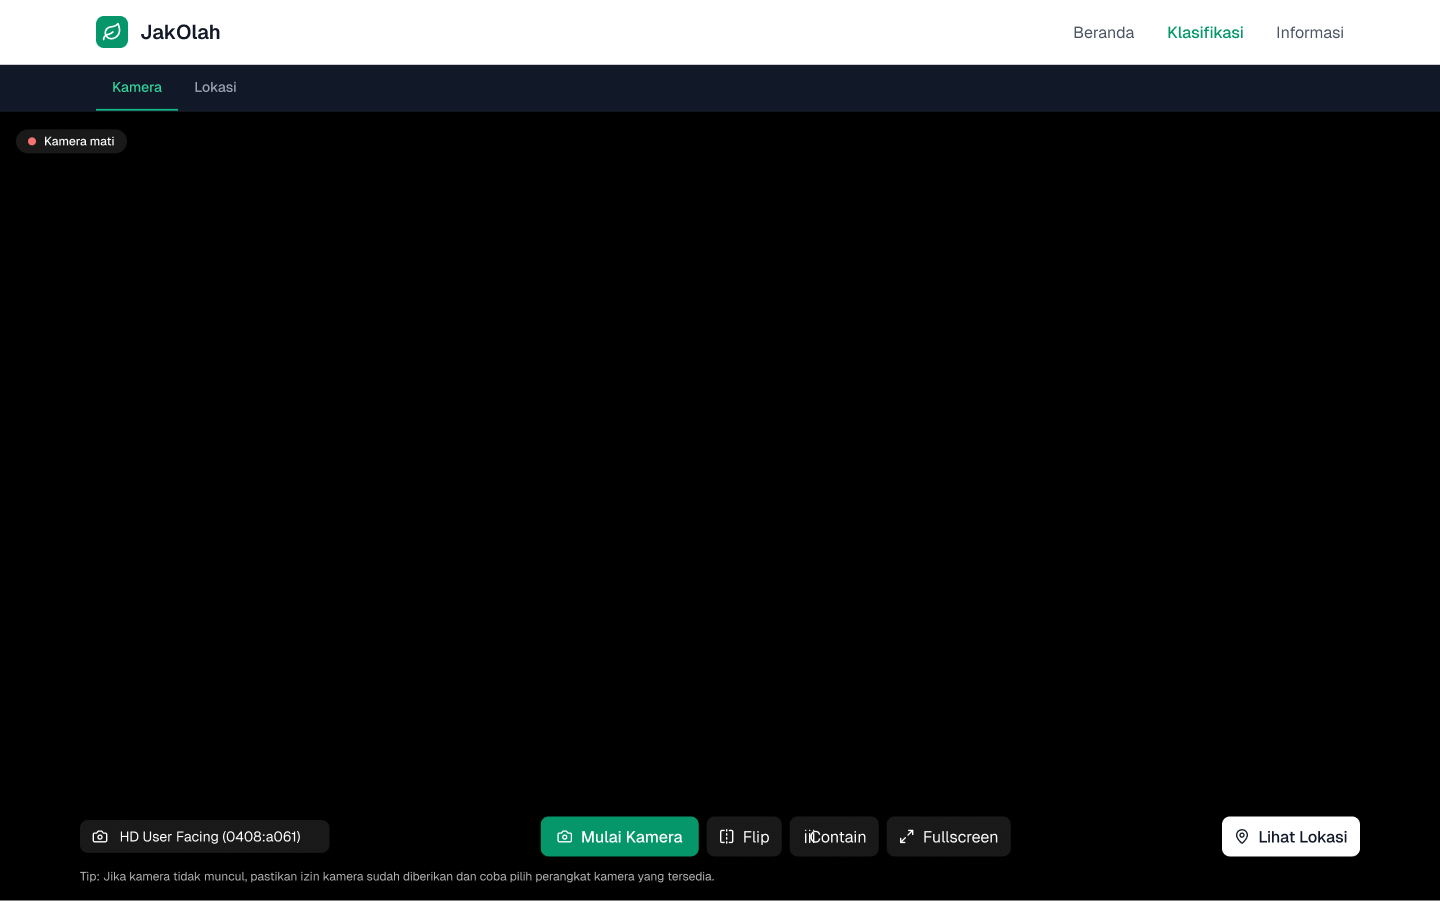 JakOlah
Beranda Klasifikasi Informasi
Kamera Lokasi
Kamera mati
HD User Facing (0408:a061)
Mulai Kamera Flip Contain Fullscreen
Lihat Lokasi
Tip: Jika kamera tidak muncul, pastikan izin kamera sudah diberikan dan coba pilih perangkat kamera yang tersedia.